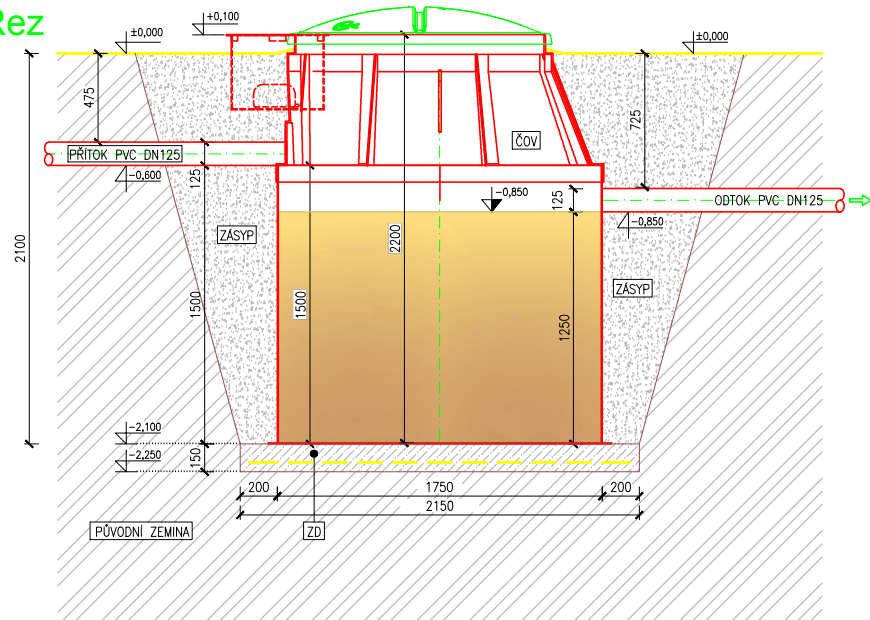 Řez
+0,100
±0,000
±0,000
475
725
PŘÍTOK PVC DN125
ČOV
-0,600
125
-0,850
125
ODTOK PVC DN125
-0,850
ZÁSYP
2200
2100
ZÁSYP
1500
1500
1250
-2,100
-2,250
150
200
1750
200
2150
PŮVODNÍ ZEMINA
ZD